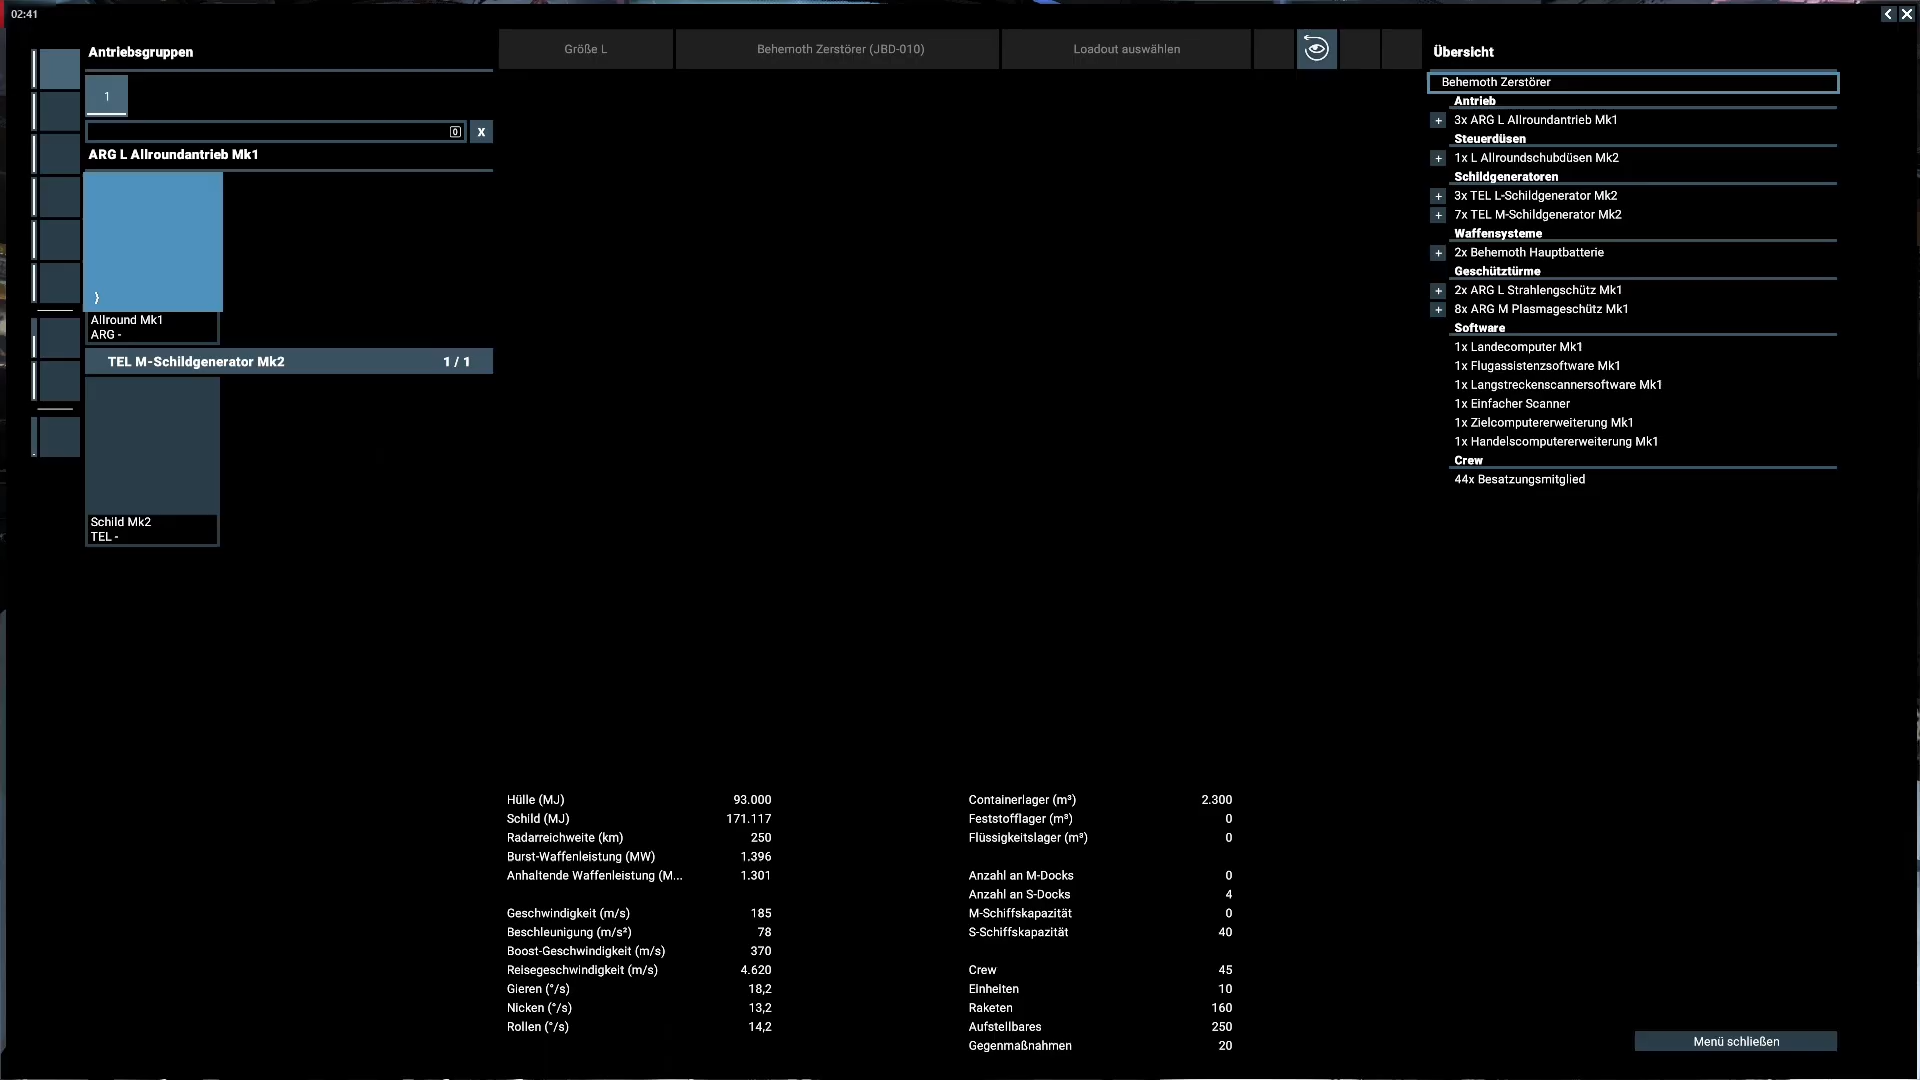 02:41
Antriebsgruppen
1
0
X
ARG L Allroundantrieb Mk1
Allround Mk1
ARG -
TEL M-Schildgenerator Mk2 1 / 1
Schild Mk2
TEL -
Größe L
Behemoth Zerstörer (JBD-010)
Loadout auswählen
Hülle (MJ) 93.000
Schild (MJ) 171.117
Radarreichweite (km) 250
Burst-Waffenleistung (MW) 1.396
Anhaltende Waffenleistung (M... 1.301
Geschwindigkeit (m/s) 185
Beschleunigung (m/s²) 78
Boost-Geschwindigkeit (m/s) 370
Reisegeschwindigkeit (m/s) 4.620
Gieren (°/s) 18,2
Nicken (°/s) 13,2
Rollen (°/s) 14,2
Containerlager (m³) 2.300
Feststofflager (m³) 0
Flüssigkeitslager (m³) 0
Anzahl an M-Docks 0
Anzahl an S-Docks 4
M-Schiffskapazität 0
S-Schiffskapazität 40
Crew 45
Einheiten 10
Raketen 160
Aufstellbares 250
Gegenmaßnahmen 20
Übersicht
Behemoth Zerstörer
Antrieb
+ 3x ARG L Allroundantrieb Mk1
Steuerdüsen
+ 1x L Allroundschubdüsen Mk2
Schildgeneratoren
+ 3x TEL L-Schildgenerator Mk2
+ 7x TEL M-Schildgenerator Mk2
Waffensysteme
+ 2x Behemoth Hauptbatterie
Geschütztürme
+ 2x ARG L Strahlengschütz Mk1
+ 8x ARG M Plasmageschütz Mk1
Software
1x Landecomputer Mk1
1x Flugassistenzsoftware Mk1
1x Langstreckenscannersoftware Mk1
1x Einfacher Scanner
1x Zielcomputererweiterung Mk1
1x Handelscomputererweiterung Mk1
Crew
44x Besatzungsmitglied
Menü schließen